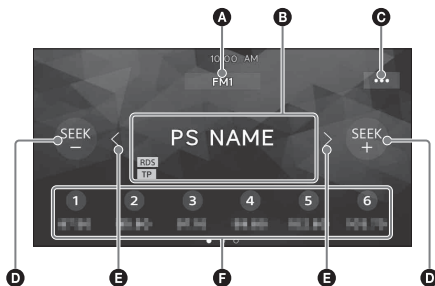 A B C
10:00 AM
FM1
D SEEK − < PS NAME > SEEK + D
RDS
TP
1 2 3 4 5 6
D E F E D